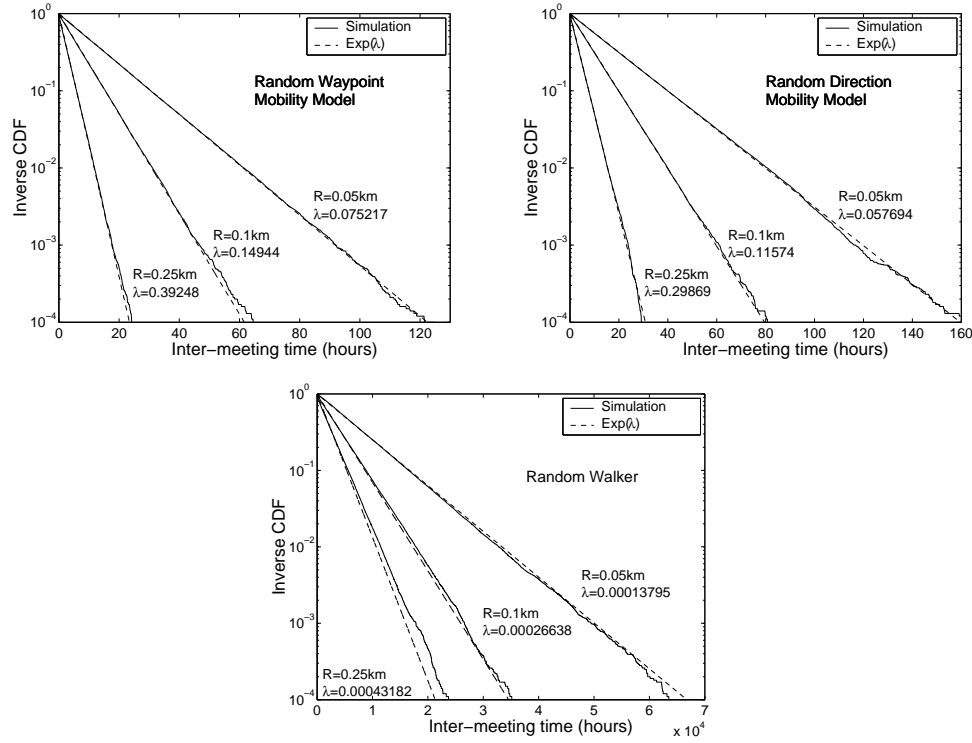 Simulation
Exp(λ)
Random Waypoint
Mobility Model
R=0.05km
λ=0.075217
R=0.1km
λ=0.14944
R=0.25km
λ=0.39248
Inverse CDF
10^0
10^−1
10^−2
10^−3
10^−4
0 20 40 60 80 100 120
Inter−meeting time (hours)
Simulation
Exp(λ)
Random Direction
Mobility Model
R=0.05km
λ=0.057694
R=0.1km
λ=0.11574
R=0.25km
λ=0.29869
Inverse CDF
10^0
10^−1
10^−2
10^−3
10^−4
0 20 40 60 80 100 120 140 160
Inter−meeting time (hours)
Simulation
Exp(λ)
Random Walker
R=0.05km
λ=0.00013795
R=0.1km
λ=0.00026638
R=0.25km
λ=0.00043182
Inverse CDF
10^0
10^−1
10^−2
10^−3
10^−4
0 1 2 3 4 5 6 7
Inter−meeting time (hours)
x 10^4